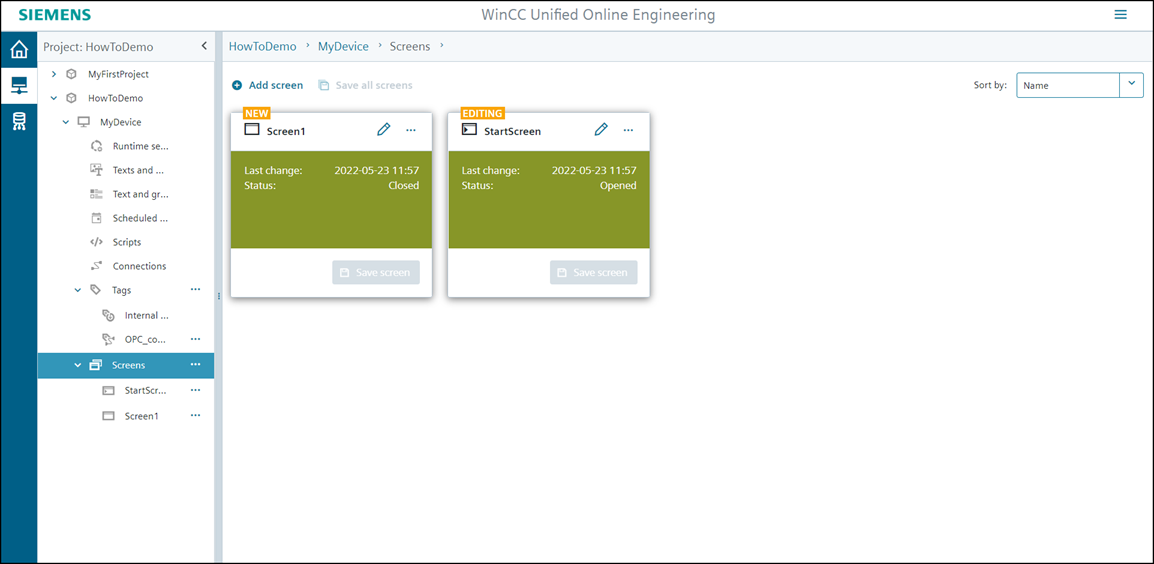 SIEMENS
WinCC Unified Online Engineering
Project: HowToDemo
MyFirstProject
HowToDemo
MyDevice
Runtime se...
Texts and ...
Text and gr...
Scheduled ...
Scripts
Connections
Tags
Internal ...
OPC_co...
Screens
StartScr...
Screen1
HowToDemo > MyDevice > Screens >
Add screen Save all screens
Sort by: Name
NEW
Screen1
Last change: 2022-05-23 11:57
Status: Closed
Save screen
EDITING
StartScreen
Last change: 2022-05-23 11:57
Status: Opened
Save screen